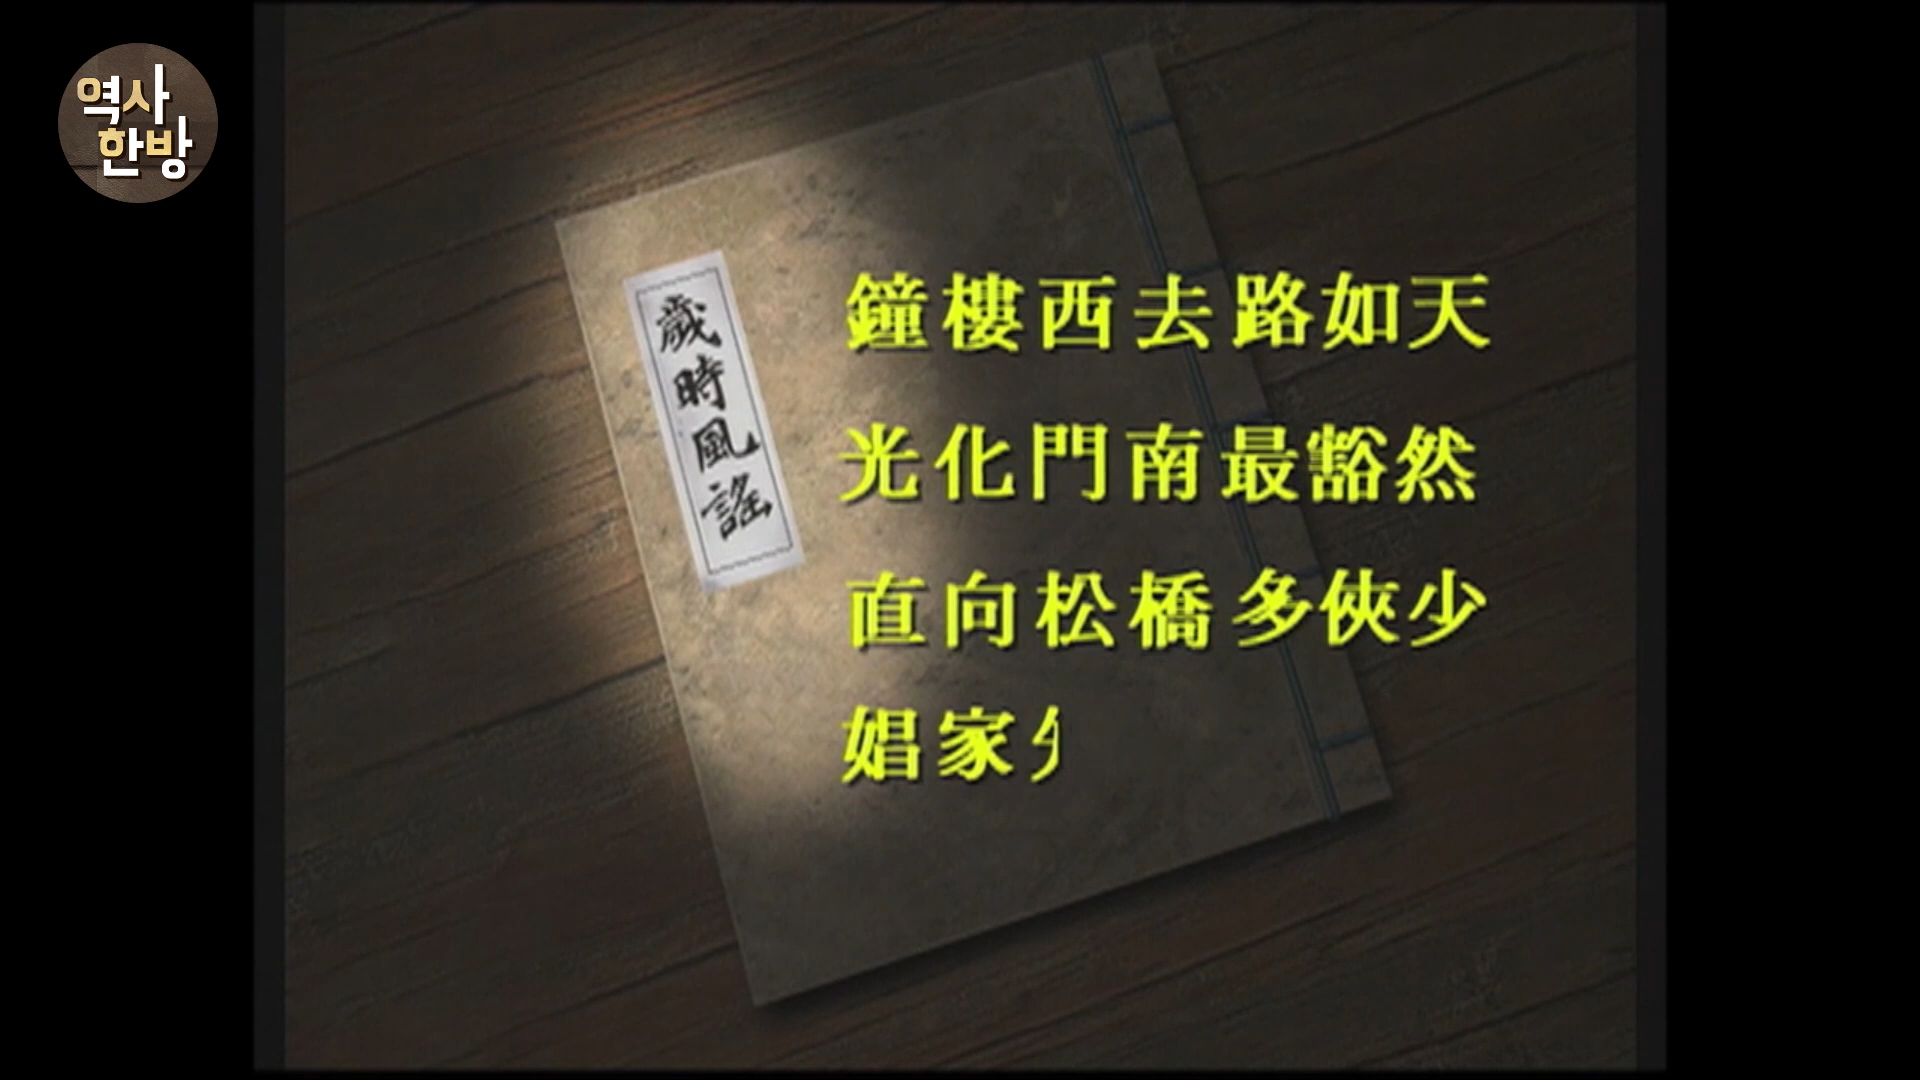 역사
한방
歲時風謠
鐘樓西去路如天
光化門南最豁然
直向松橋多俠少
娼家